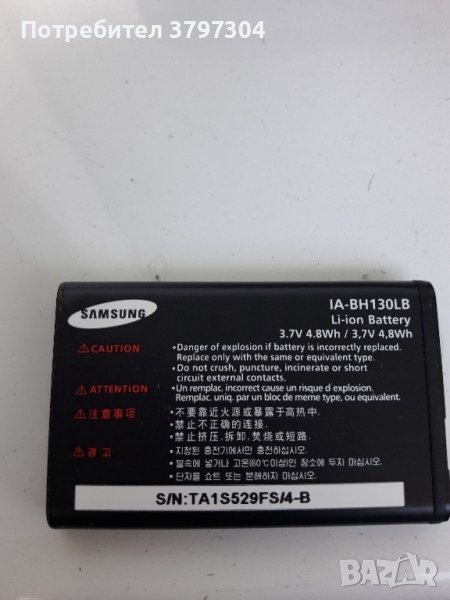 Потребител 3797304
SAMSUNG
IA-BH130LB
Li-ion Battery
3.7V 4.8Wh / 3,7V 4,8Wh
⚠CAUTION
•Danger of explosion if battery is incorrectly replaced.
Replace only with the same or equivalent type.
•Do not crush, puncture, incinerate or short
circuit external contacts.
⚠ATTENTION
•Un remplac. incorrect cause un risque d'explosion.
Remplac. uniq. par un bloc de meme type, ou équivalent.
⚠注意事项
•不要靠近火源或暴露于高热中.
•禁止不正确的连接.
•禁止挤压, 拆卸, 焚烧或短路.
⚠경 고
•지정된 충전기에서만 충전하십시오.
•불속에 넣거나 고온(60℃이상)인 장소에 두지 마십시오.
•단자를 쇼트 또는 분해하지 마십시오.
S/N:TA1S529FS/4-B
BAZAR